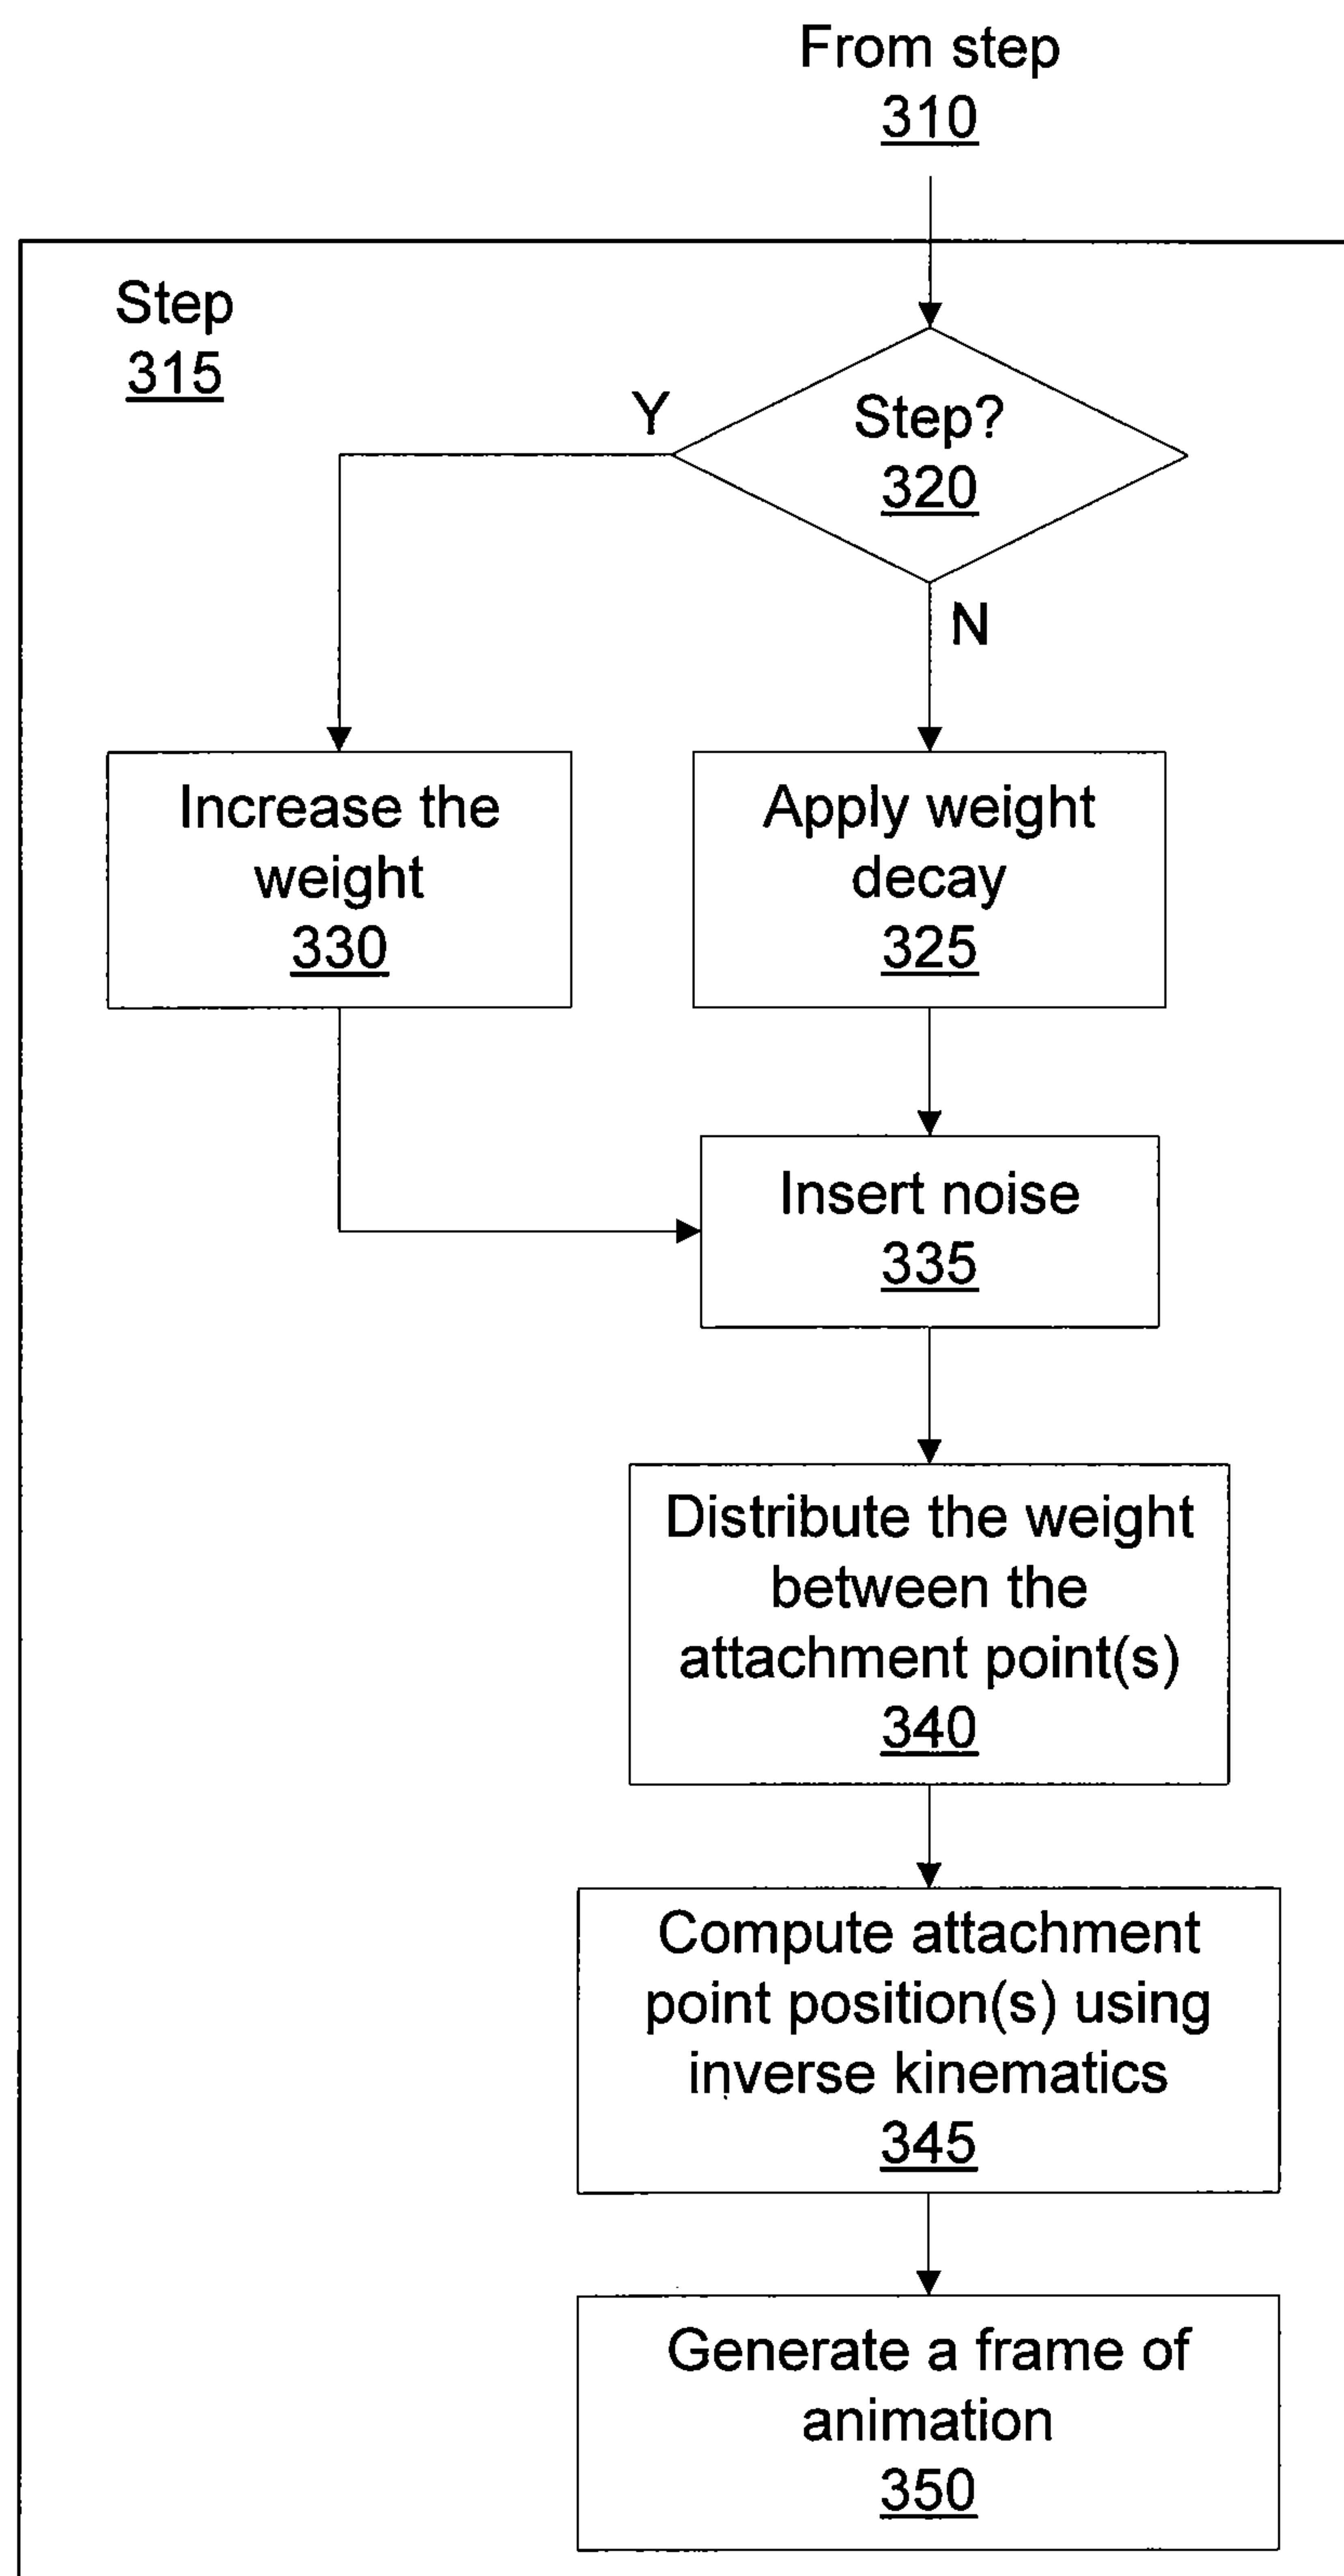 From step
310
Step
315
Y
Step?
320
N
Increase the
weight
330
Apply weight
decay
325
Insert noise
335
Distribute the weight
between the
attachment point(s)
340
Compute attachment
point position(s) using
inverse kinematics
345
Generate a frame of
animation
350